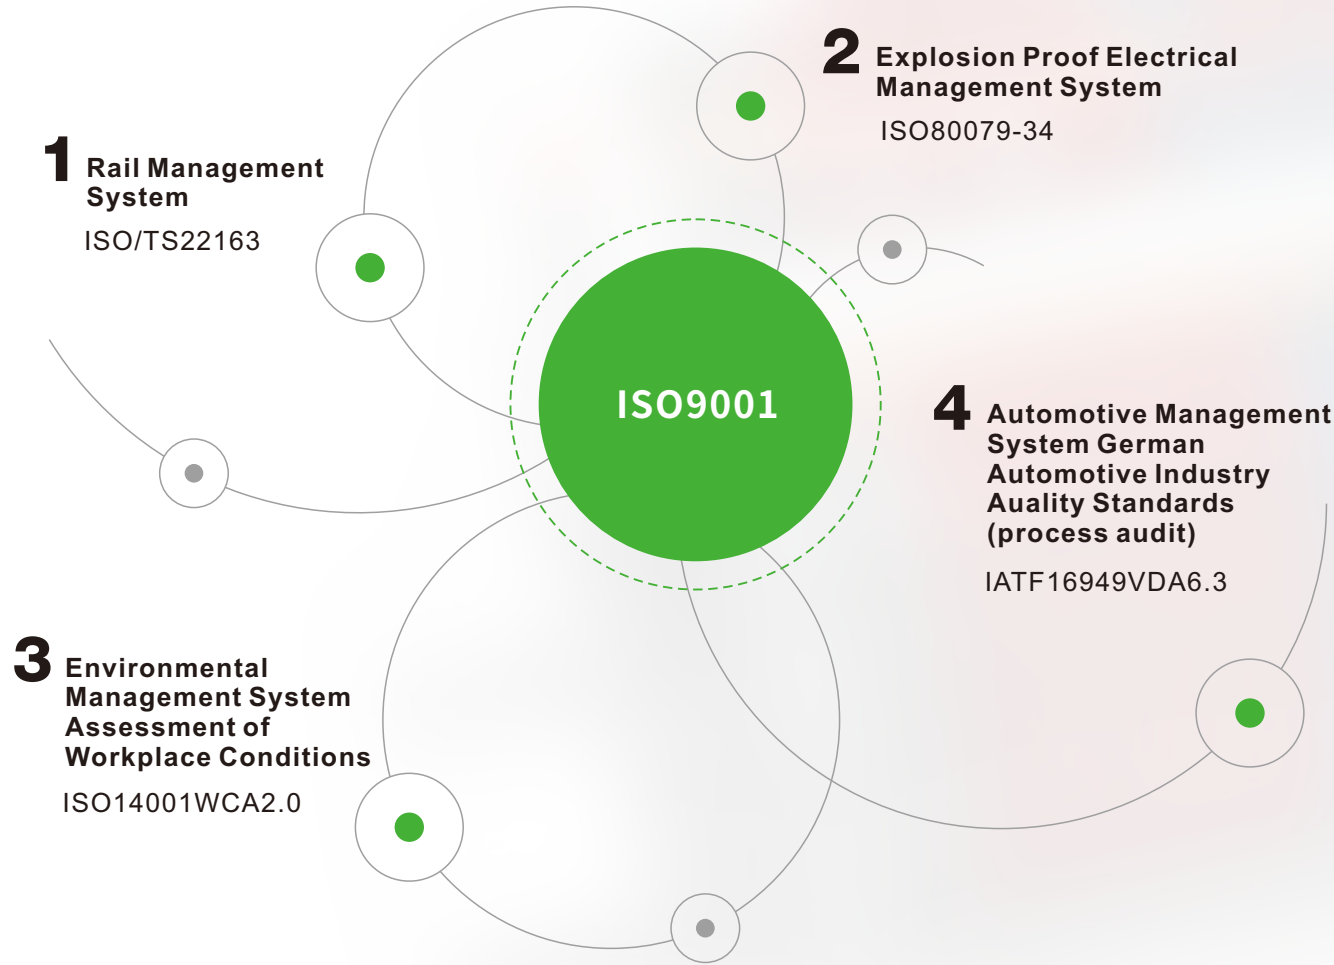 1
Rail Management
System
ISO/TS22163
2
Explosion Proof Electrical
Management System
ISO80079-34
ISO9001
3
Environmental
Management System
Assessment of
Workplace Conditions
ISO14001WCA2.0
4
Automotive Management
System German
Automotive Industry
Auality Standards
(process audit)
IATF16949VDA6.3